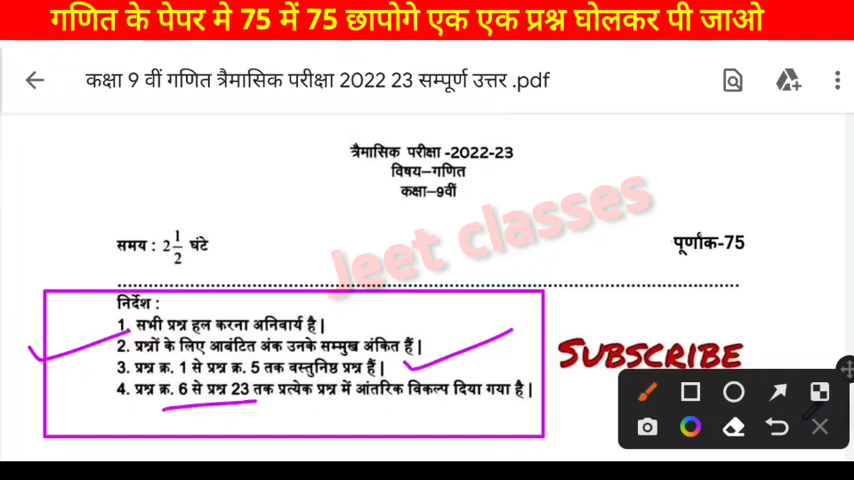 गणित के पेपर मे 75 में 75 छापोगे एक एक प्रश्न घोलकर पी जाओ
कक्षा 9 वीं गणित त्रैमासिक परीक्षा 2022 23 सम्पूर्ण उत्तर .pdf
त्रैमासिक परीक्षा -2022-23
विषय–गणित
कक्षा–9वीं
Jeet classes
समय : 2 1/2 घंटे
पूर्णांक-75
निर्देश :
1. सभी प्रश्न हल करना अनिवार्य है |
2. प्रश्नों के लिए आबंटित अंक उनके सम्मुख अंकित हैं |
3. प्रश्न क्र. 1 से प्रश्न क्र. 5 तक वस्तुनिष्ठ प्रश्न हैं |
4. प्रश्न क्र. 6 से प्रश्न 23 तक प्रत्येक प्रश्न में आंतरिक विकल्प दिया गया है |
SUBSCRIBE